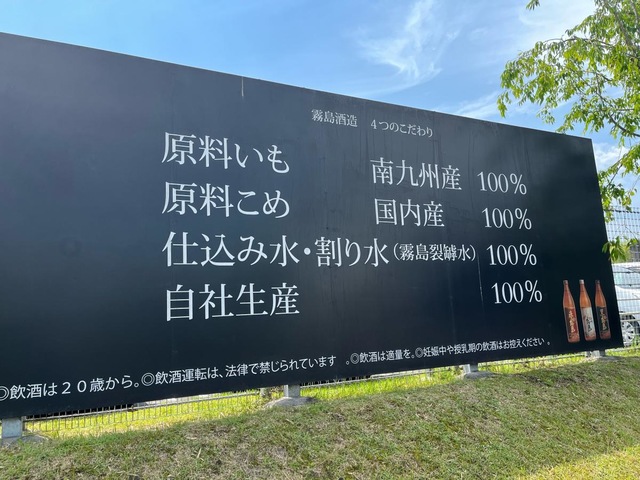 霧島酒造 4つのこだわり
原料いも 南九州産 100%
原料こめ 国内産 100%
仕込み水・割り水(霧島裂罅水) 100%
自社生産 100%
◎飲酒は20歳から。◎飲酒運転は、法律で禁じられています。◎飲酒は適量を。◎妊娠中や授乳期の飲酒はお控えください。